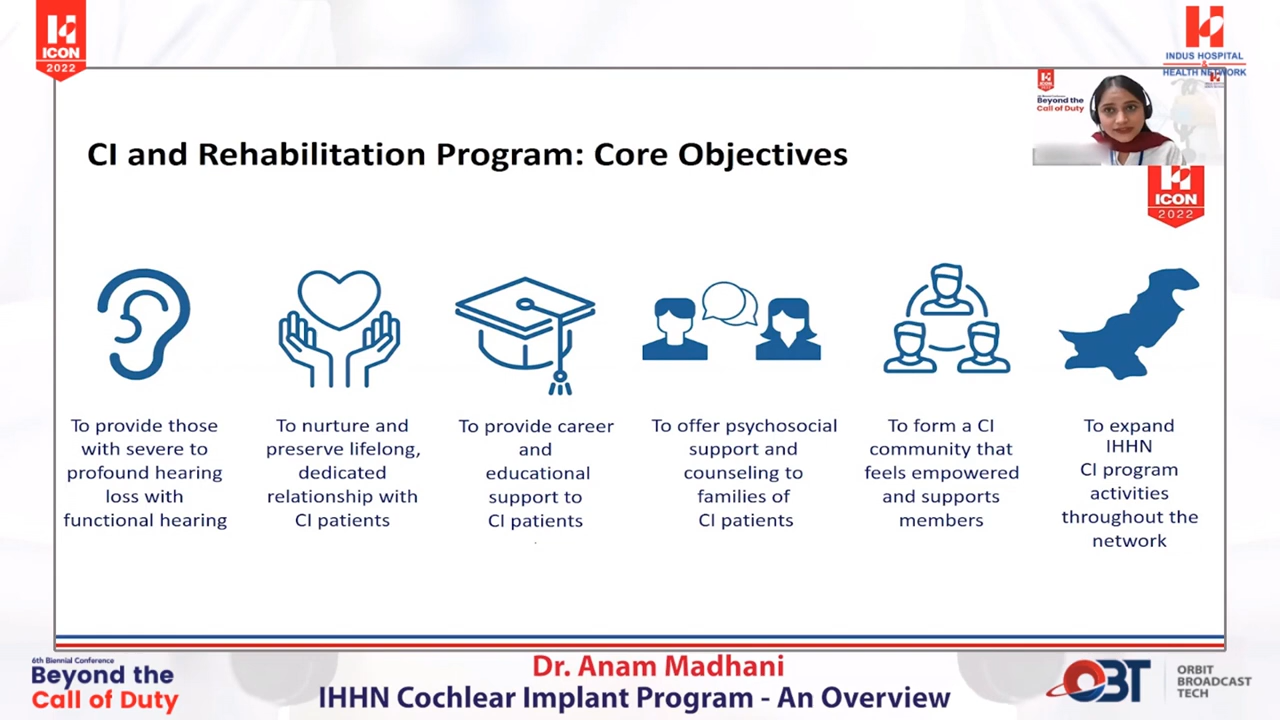 ICON
2022
INDUS HOSPITAL
&
HEALTH NETWORK
Beyond the
Call of Duty
CI and Rehabilitation Program: Core Objectives
ICON
2022
To provide those
with severe to
profound hearing
loss with
functional hearing
To nurture and
preserve lifelong,
dedicated
relationship with
CI patients
To provide career
and
educational
support to
CI patients
To offer psychosocial
support and
counseling to
families of
CI patients
To form a CI
community that
feels empowered
and supports
members
To expand
IHHN
CI program
activities
throughout the
network
6th Biennial Conference
Beyond the
Call of Duty
Dr. Anam Madhani
IHHN Cochlear Implant Program - An Overview
OBT
ORBIT
BROADCAST
TECH